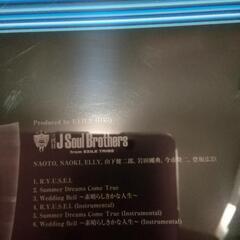 Produced by EXILE HIRO
J Soul Brothers
from EXILE TRIBE
NAOTO, NAOKI, ELLY, 山下健二郎, 岩田剛典, 今市隆二, 登坂広臣
1. R.Y.U.S.E.I.
2. Summer Dreams Come True
3. Wedding Bell ～素晴らしきかな人生～
4. R.Y.U.S.E.I. (Instrumental)
5. Summer Dreams Come True (Instrumental)
6. Wedding Bell ～素晴らしきかな人生～ (Instrumental)